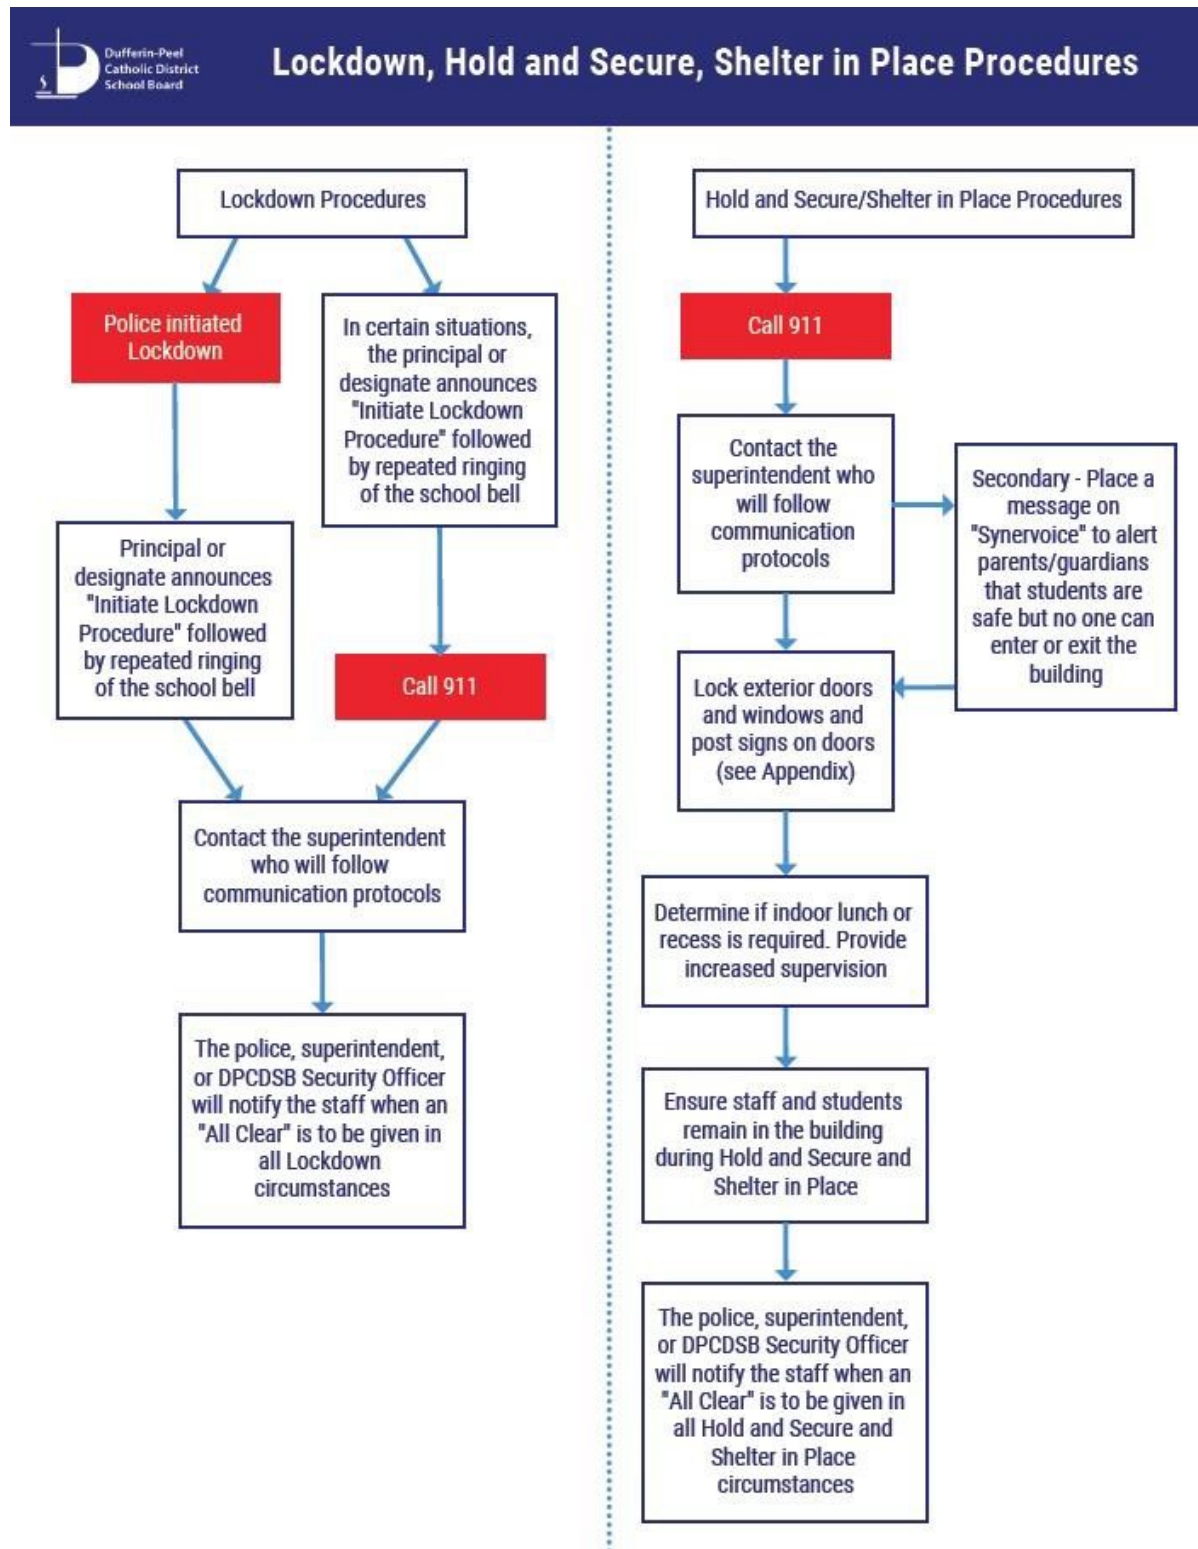 Dufferin-Peel
Catholic District
School Board
Lockdown, Hold and Secure, Shelter in Place Procedures
Lockdown Procedures
Police initiated
Lockdown
In certain situations,
the principal or
designate announces
"Initiate Lockdown
Procedure" followed
by repeated ringing
of the school bell
Principal or
designate announces
"Initiate Lockdown
Procedure" followed
by repeated ringing
of the school bell
Call 911
Contact the superintendent
who will follow
communication protocols
The police, superintendent,
or DPCDSB Security Officer
will notify the staff when an
"All Clear" is to be given in
all Lockdown
circumstances
Hold and Secure/Shelter in Place Procedures
Call 911
Contact the
superintendent who
will follow
communication
protocols
Secondary - Place a
message on
"Synervoice" to alert
parents/guardians
that students are
safe but no one can
enter or exit the
building
Lock exterior doors
and windows and
post signs on doors
(see Appendix)
Determine if indoor lunch or
recess is required. Provide
increased supervision
Ensure staff and students
remain in the building
during Hold and Secure and
Shelter in Place
The police, superintendent,
or DPCDSB Security Officer
will notify the staff when an
"All Clear" is to be given in
all Hold and Secure and
Shelter in Place
circumstances